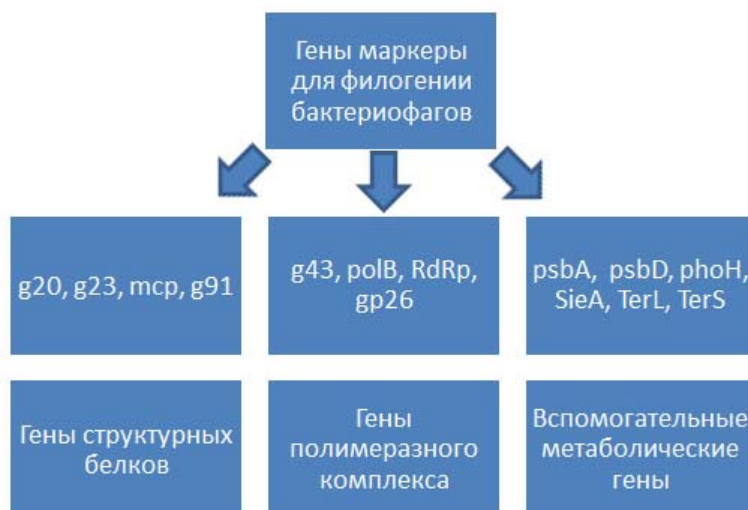 Гены маркеры
для филогении
бактериофагов
g20, g23, mcp, g91
g43, polB, RdRp,
gp26
psbA, psbD, phoH,
SieA, TerL, TerS
Гены структурных
белков
Гены
полимеразного
комплекса
Вспомогательные
метаболические
гены